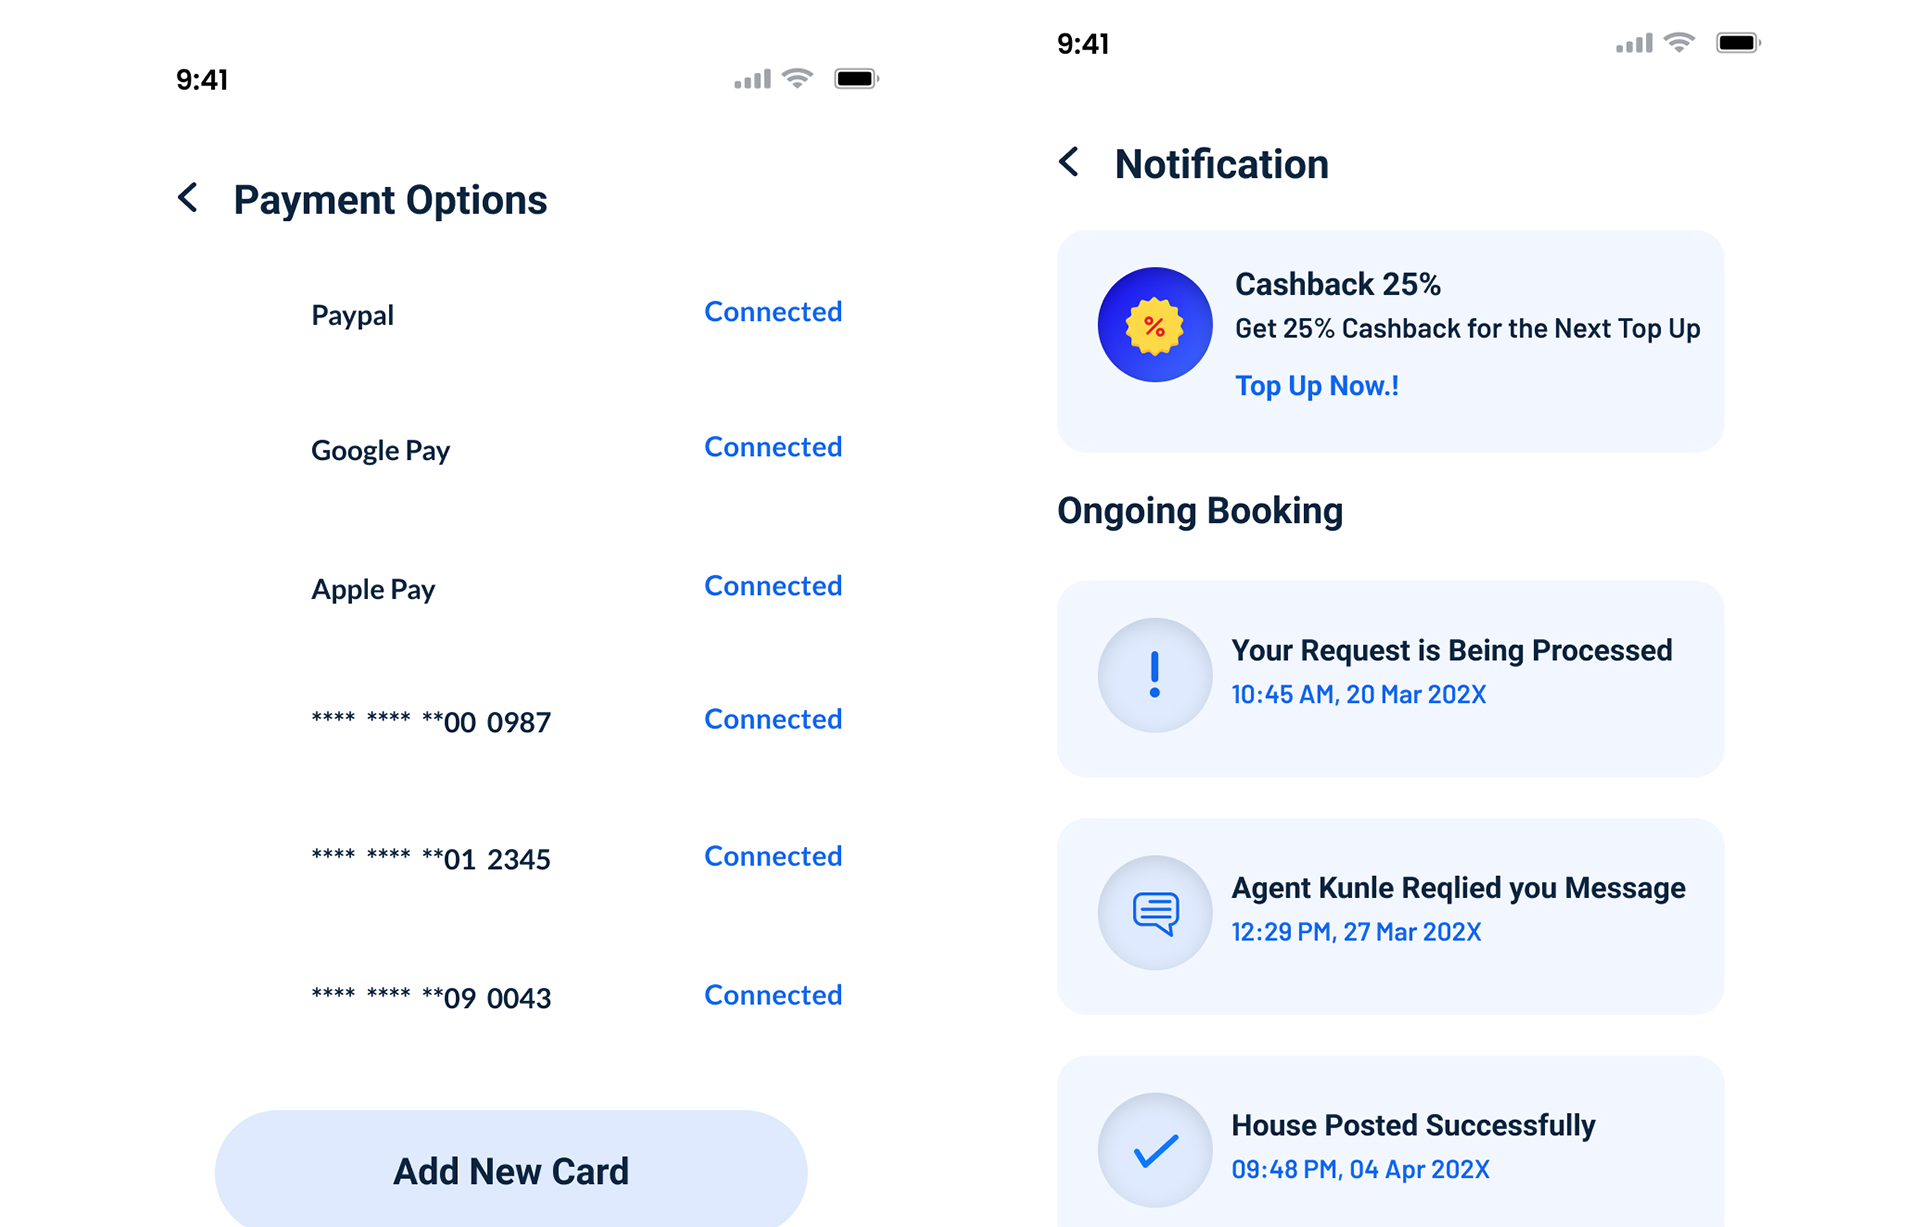 9:41
Payment Options
Paypal Connected
Google Pay Connected
Apple Pay Connected
**** **** **00 0987 Connected
**** **** **01 2345 Connected
**** **** **09 0043 Connected
Add New Card
9:41
Notification
Cashback 25%
Get 25% Cashback for the Next Top Up
Top Up Now.!
Ongoing Booking
Your Request is Being Processed
10:45 AM, 20 Mar 202X
Agent Kunle Reqlied you Message
12:29 PM, 27 Mar 202X
House Posted Successfully
09:48 PM, 04 Apr 202X